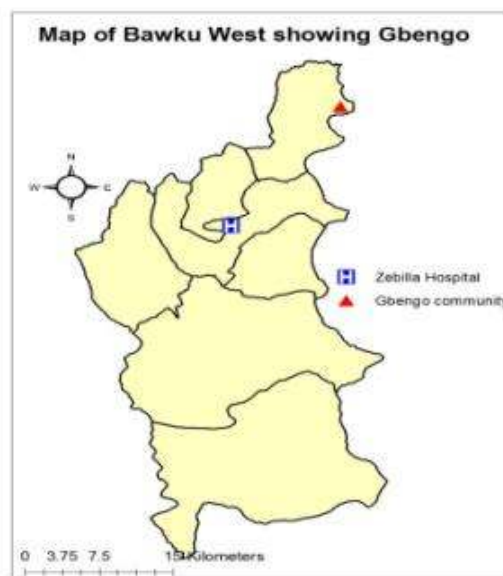 Map of Bawku West showing Gbengo
N
W E
S
H Zebilla Hospital
Gbengo community
0 3.75 7.5 15 Kilometers